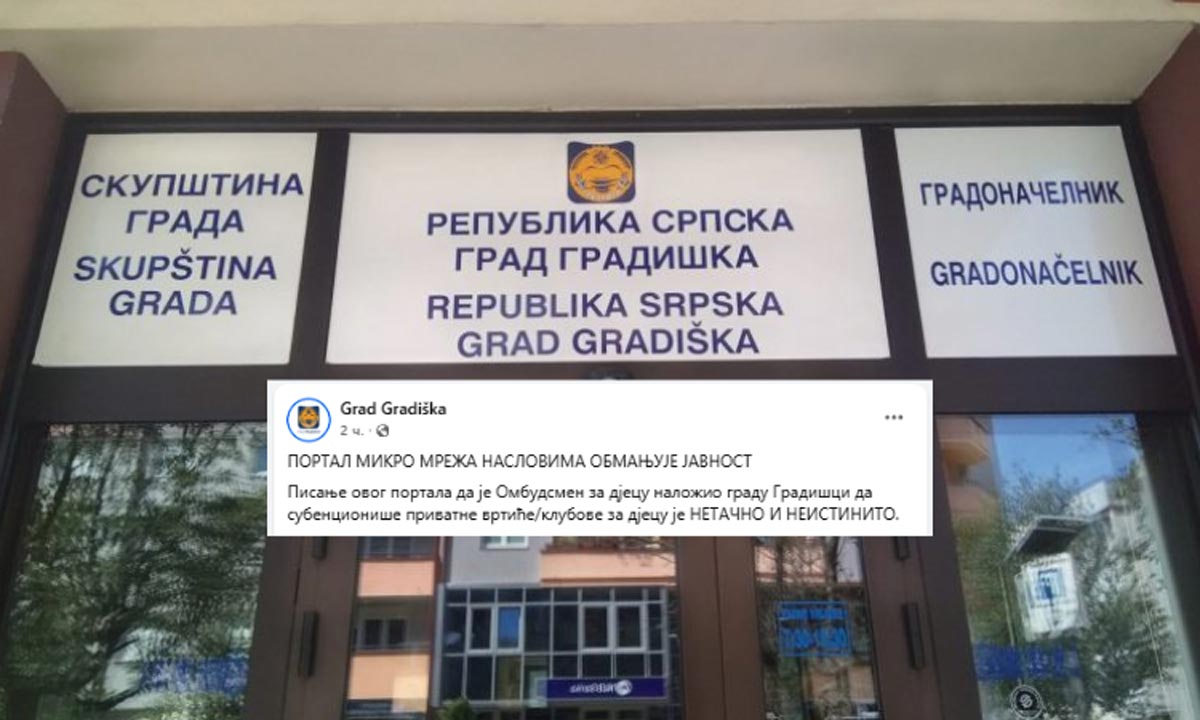 СКУПШТИНА
ГРАДА
SKUPŠTINA
GRADA
РЕПУБЛИКА СРПСКА
ГРАД ГРАДИШКА
REPUBLIKA SRPSKA
GRAD GRADIŠKA
ГРАДОНАЧЕЛНИК
GRADONAČELNIK
Grad Gradiška
2 ч.
ПОРТАЛ МИКРО МРЕЖА НАСЛОВИМА ОБМАЊУЈЕ ЈАВНОСТ
Писање овог портала да је Омбудсмен за дјецу наложио граду Градишци да
субенционише приватне вртиће/клубове за дјецу је НЕТАЧНО И НЕИСТИНИТО.